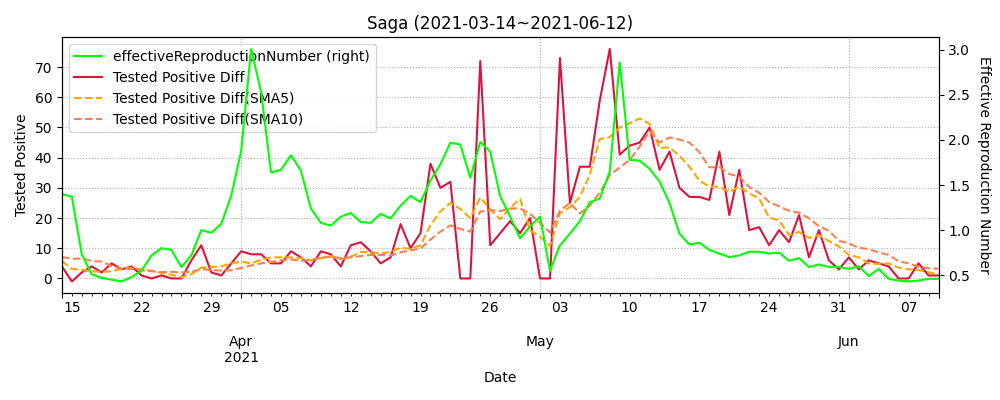 Saga (2021-03-14~2021-06-12)
effectiveReproductionNumber (right)
Tested Positive Diff
Tested Positive Diff(SMA5)
Tested Positive Diff(SMA10)
Tested Positive
70
60
50
40
30
20
10
0
3.0
2.5
2.0
1.5
1.0
0.5
Effective Reproduction Number
15 22 29 05 12 19 26 03 10 17 24 31 07
Apr May Jun
2021
Date